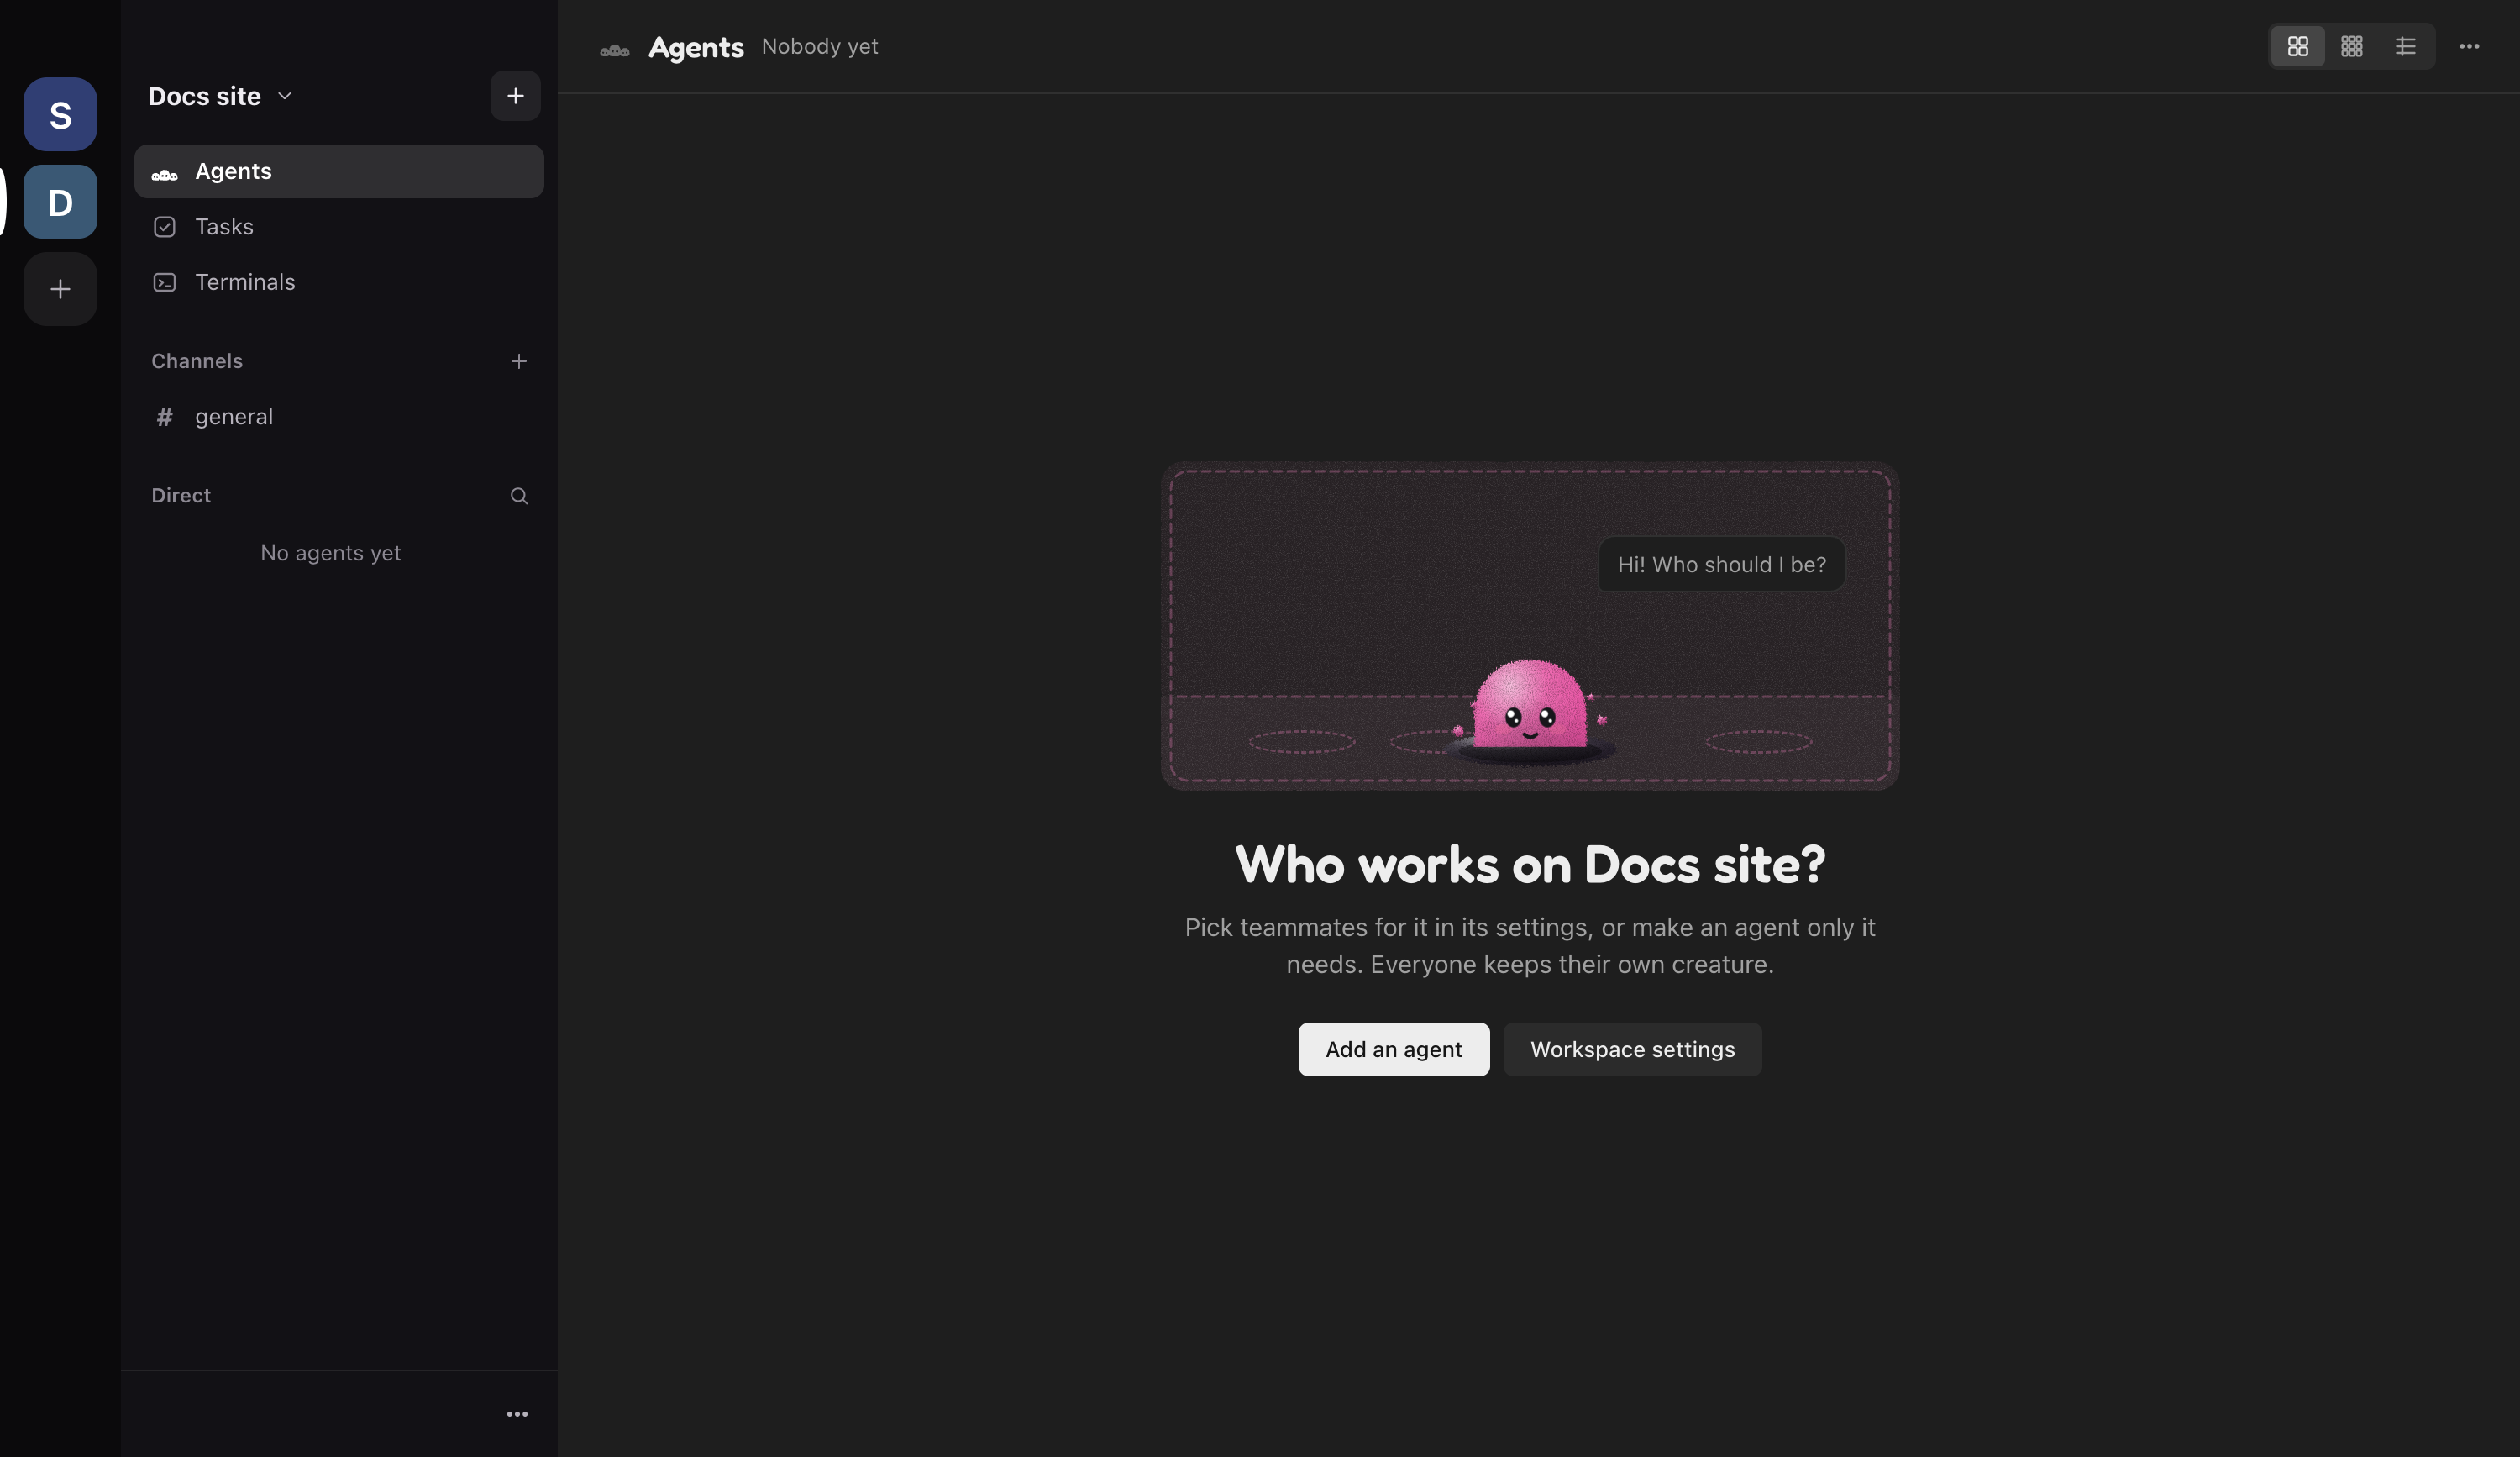 S
D
Docs site
Agents
Tasks
Terminals
Channels
# general
Direct
No agents yet
Agents Nobody yet
Hi! Who should I be?
Who works on Docs site?
Pick teammates for it in its settings, or make an agent only it
needs. Everyone keeps their own creature.
Add an agent
Workspace settings